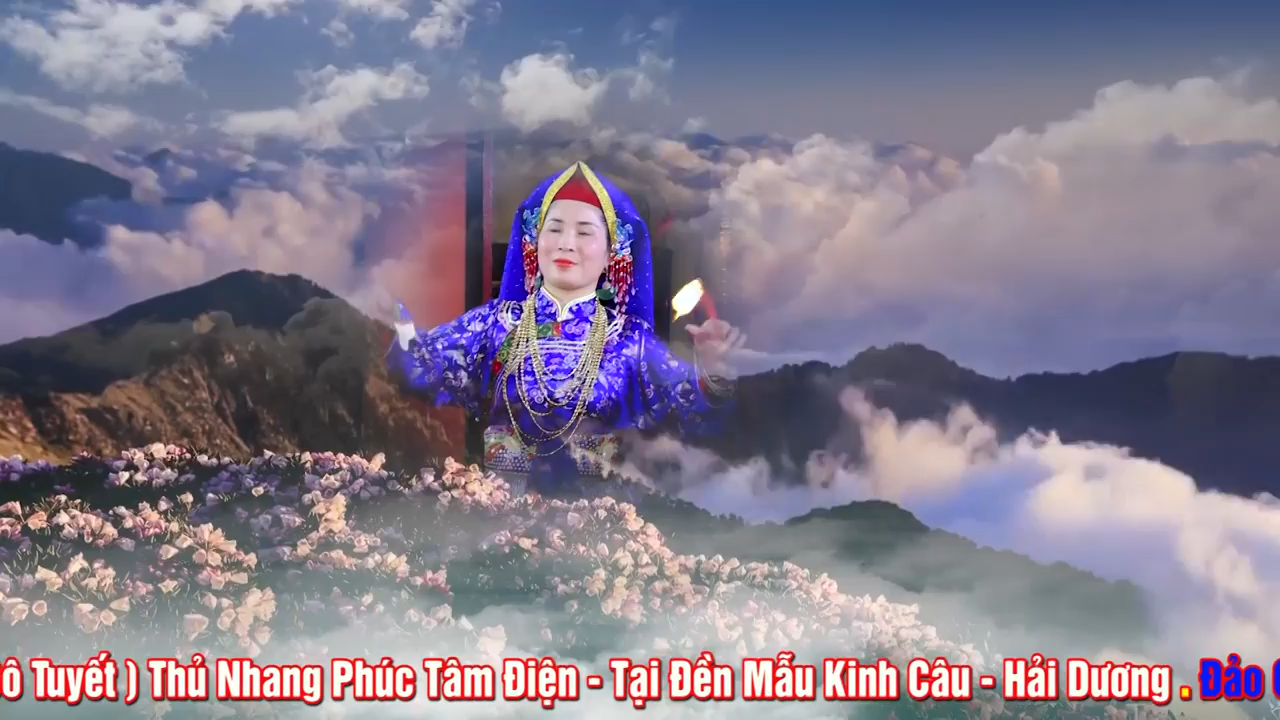 Tuyết ) Thủ Nhang Phúc Tâm Điện - Tại Đền Mẫu Kinh Câu - Hải Dương . Đảo